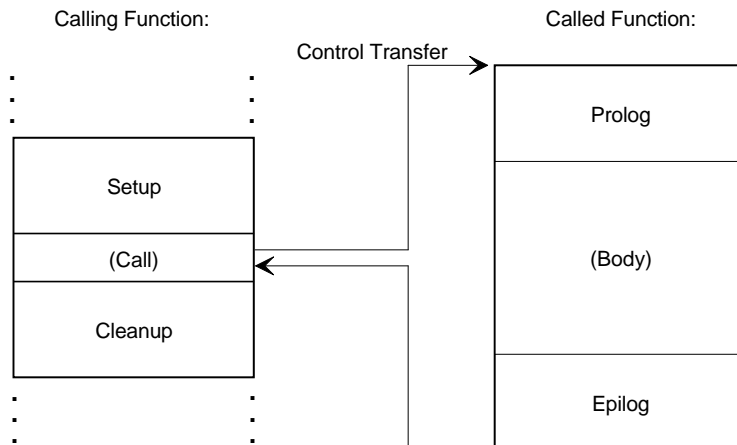 Calling Function:
Called Function:
Control Transfer
Prolog
Setup
(Call)
(Body)
Cleanup
Epilog